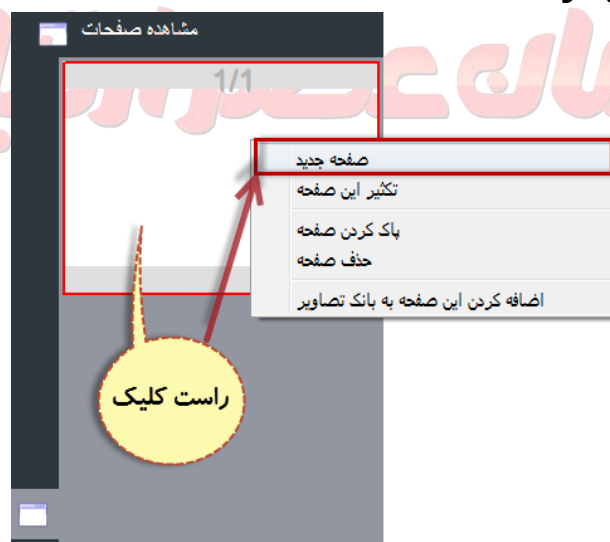 مشاهده صفحات
1/1
صفحه جدید
تکثیر این صفحه
پاک کردن صفحه
حذف صفحه
اضافه کردن این صفحه به بانک تصاویر
راست کلیک